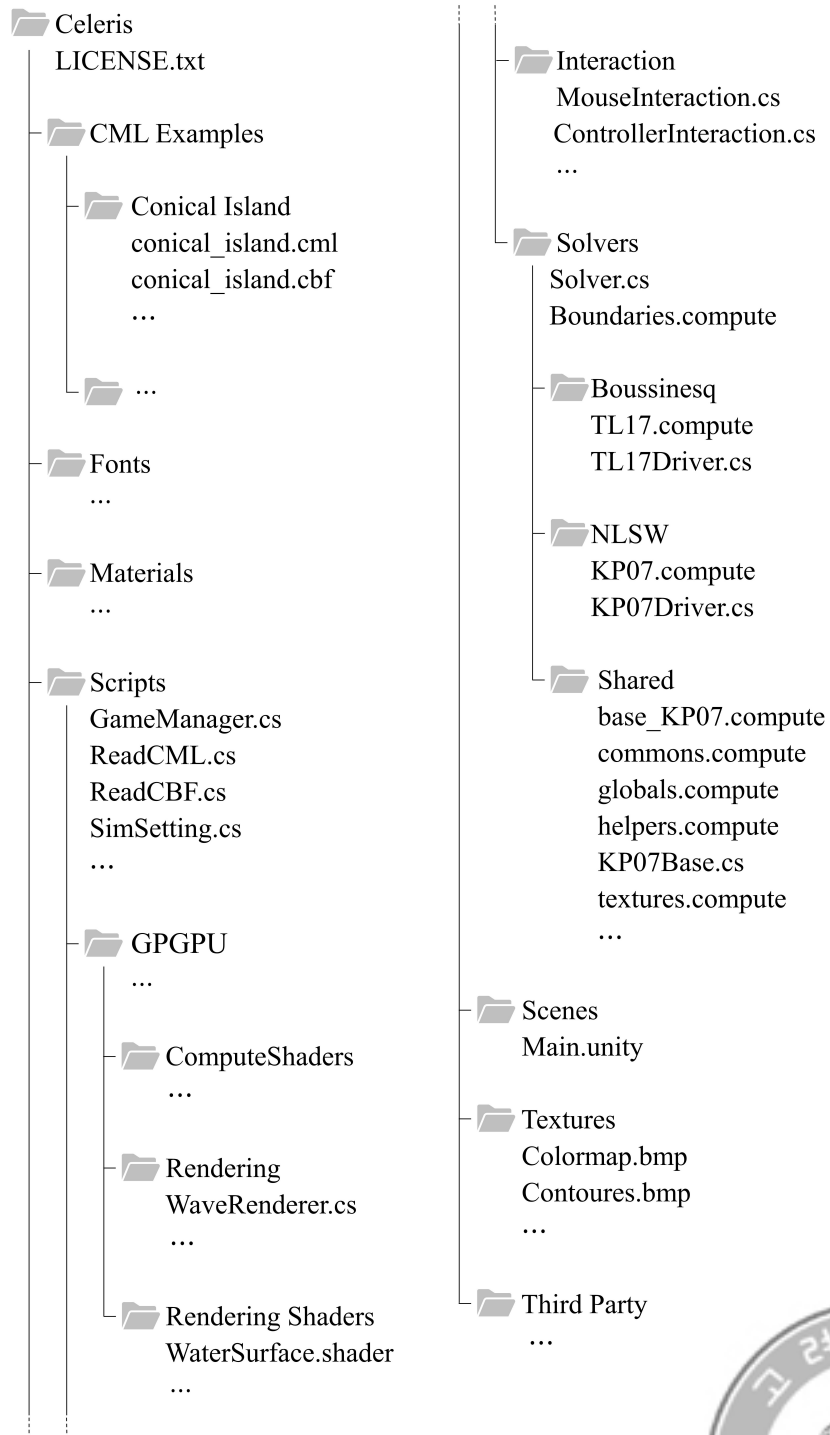 Celeris
LICENSE.txt
CML Examples
Conical Island
conical_island.cml
conical_island.cbf
...
...
Fonts
...
Materials
...
Scripts
GameManager.cs
ReadCML.cs
ReadCBF.cs
SimSetting.cs
...
GPGPU
...
ComputeShaders
...
Rendering
WaveRenderer.cs
...
Rendering Shaders
WaterSurface.shader
...
Interaction
MouseInteraction.cs
ControllerInteraction.cs
...
Solvers
Solver.cs
Boundaries.compute
Boussinesq
TL17.compute
TL17Driver.cs
NLSW
KP07.compute
KP07Driver.cs
Shared
base_KP07.compute
commons.compute
globals.compute
helpers.compute
KP07Base.cs
textures.compute
...
Scenes
Main.unity
Textures
Colormap.bmp
Contoures.bmp
...
Third Party
...
고